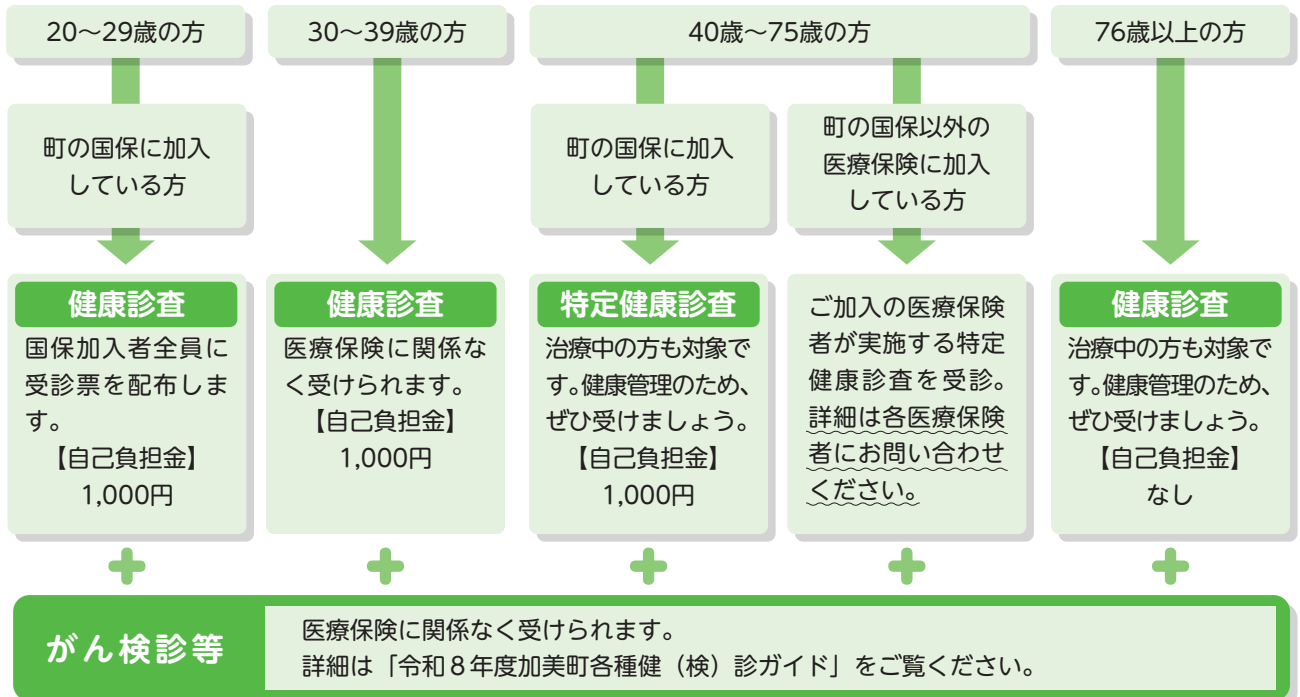 20～29歳の方
30～39歳の方
40歳～75歳の方
76歳以上の方
町の国保に加入
している方
町の国保に加入
している方
町の国保以外の
医療保険に加入
している方
健康診査
国保加入者全員に
受診票を配布しま
す。
【自己負担金】
1,000円
健康診査
医療保険に関係な
く受けられます。
【自己負担金】
1,000円
特定健康診査
治療中の方も対象で
す。健康管理のため、
ぜひ受けましょう。
【自己負担金】
1,000円
ご加入の医療保険
者が実施する特定
健康診査を受診。
詳細は各医療保険
者にお問い合わせ
ください。
健康診査
治療中の方も対象で
す。健康管理のため、
ぜひ受けましょう。
【自己負担金】
なし
がん検診等
医療保険に関係なく受けられます。
詳細は「令和８年度加美町各種健（検）診ガイド」をご覧ください。